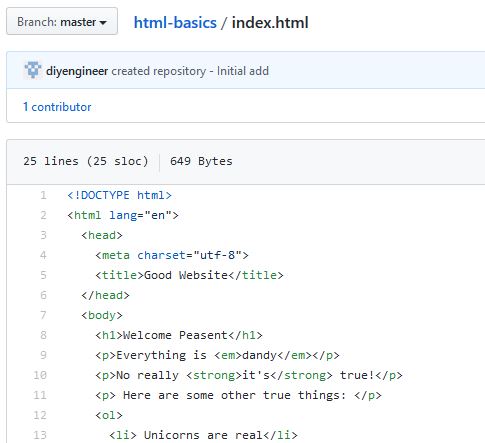 Branch: master
html-basics / index.html
diyengineer created repository - Initial add
1 contributor
25 lines (25 sloc) 649 Bytes
1 <!DOCTYPE html>
2 <html lang="en">
3 <head>
4 <meta charset="utf-8">
5 <title>Good Website</title>
6 </head>
7 <body>
8 <h1>Welcome Peasent</h1>
9 <p>Everything is <em>dandy</em></p>
10 <p>No really <strong>it's</strong> true!</p>
11 <p> Here are some other true things: </p>
12 <ol>
13 <li> Unicorns are real</li>